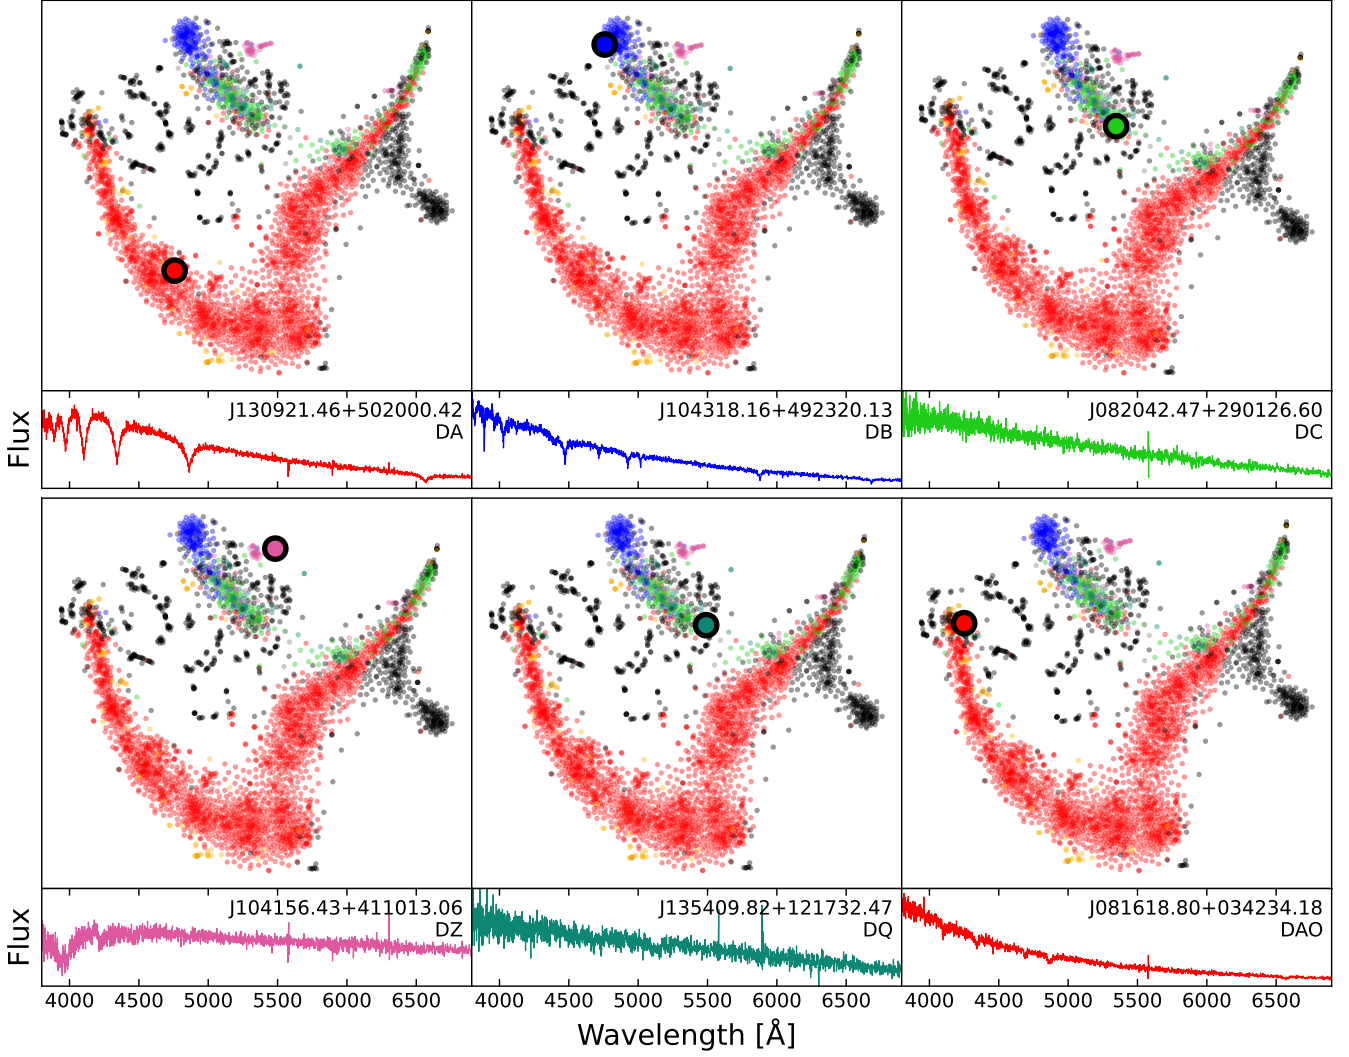 J130921.46+502000.42
DA
J104318.16+492320.13
DB
J082042.47+290126.60
DC
Flux
J104156.43+411013.06
DZ
J135409.82+121732.47
DQ
J081618.80+034234.18
DAO
Flux
4000 4500 5000 5500 6000 6500
4000 4500 5000 5500 6000 6500
4000 4500 5000 5500 6000 6500
Wavelength [Å]